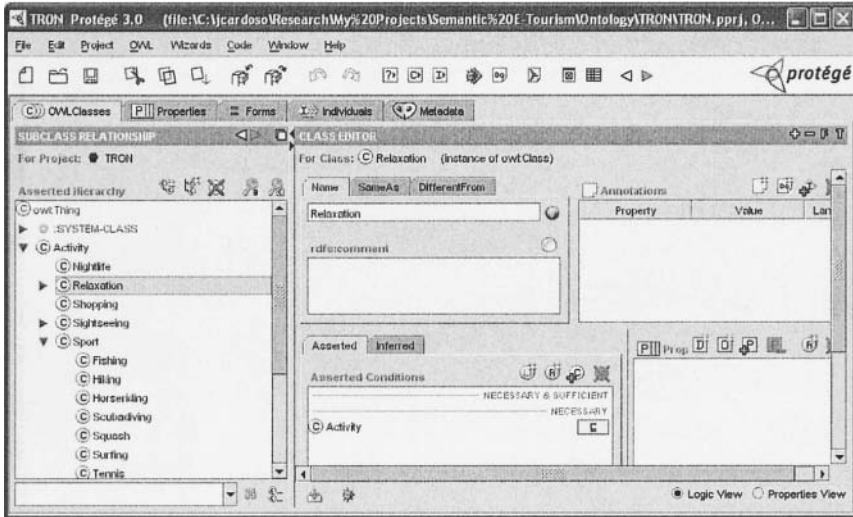 TRON Protégé 3.0 (file:\C:\jcardoso\Research\My%20Projects\Semantic%20E-Tourism\Ontology\TRON\TRON.pprj, O...
File Edit Project OWL Wizards Code Window Help
protégé
OWLClasses Properties Forms Individuals Metadata
SUBCLASS RELATIONSHIP
CLASS EDITOR
For Project: TRON
For Class: C Relaxation (instance of owl:Class)
Asserted Hierarchy
Name SameAs DifferentFrom
Annotations
Property Value Lan
Relaxation
rdfs:comment
owl:Thing
:SYSTEM-CLASS
C Activity
C Nightlife
C Relaxation
C Shopping
C Sightseeing
C Sport
C Fishing
C Hiking
C Horseriding
C Scubadiving
C Squash
C Surfing
C Tennis
Asserted Inferred
Prop
Asserted Conditions
NECESSARY & SUFFICIENT
NECESSARY
C Activity
Logic View Properties View